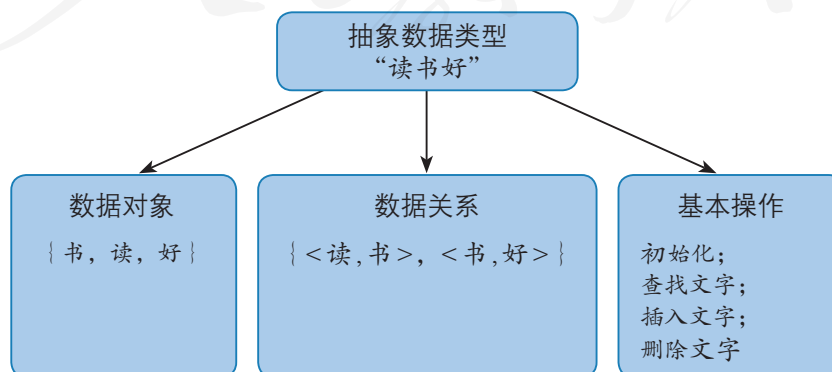 抽象数据类型
“读书好”
数据对象
{书，读，好}
数据关系
{<读,书>，<书,好>}
基本操作
初始化；
查找文字；
插入文字；
删除文字